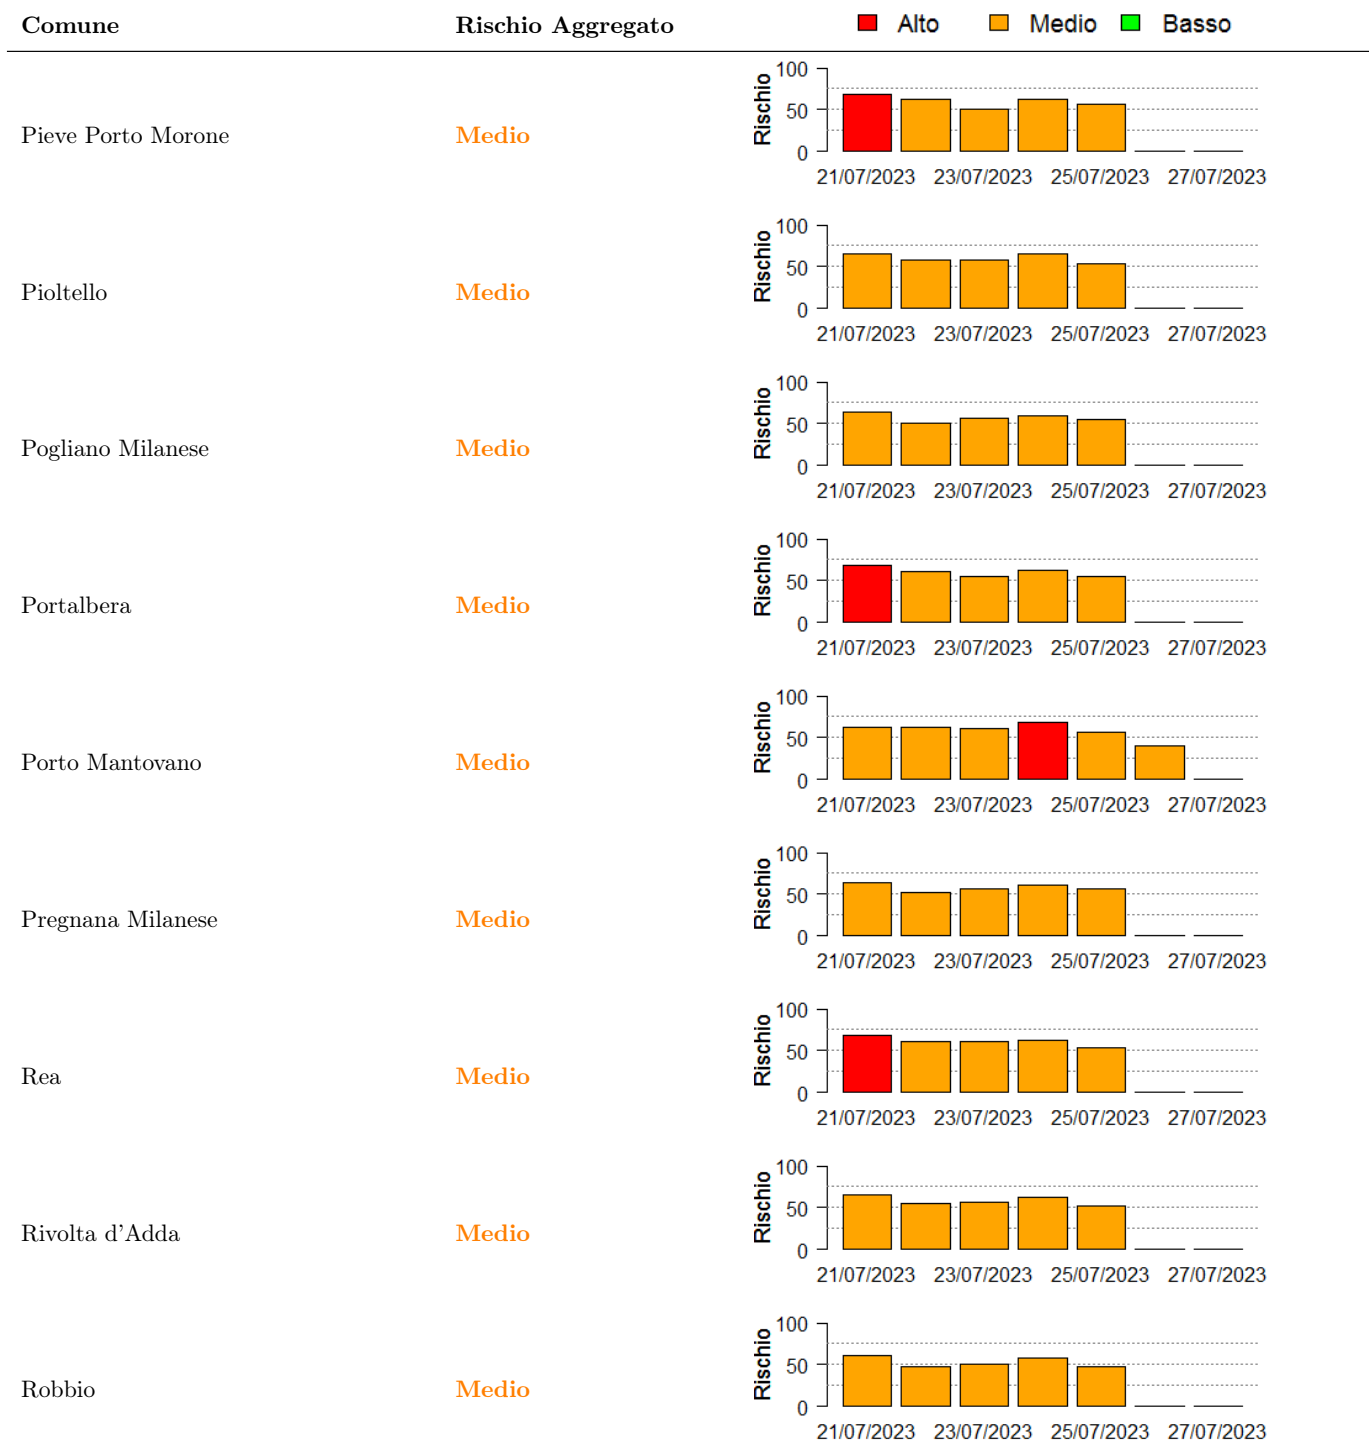 Comune Rischio Aggregato Alto Medio Basso
100
50
0
Rischio
Pieve Porto Morone Medio
21/07/2023 23/07/2023 25/07/2023 27/07/2023
100
50
0
Rischio
Pioltello Medio
21/07/2023 23/07/2023 25/07/2023 27/07/2023
100
50
0
Rischio
Pogliano Milanese Medio
21/07/2023 23/07/2023 25/07/2023 27/07/2023
100
50
0
Rischio
Portalbera Medio
21/07/2023 23/07/2023 25/07/2023 27/07/2023
100
50
0
Rischio
Porto Mantovano Medio
21/07/2023 23/07/2023 25/07/2023 27/07/2023
100
50
0
Rischio
Pregnana Milanese Medio
21/07/2023 23/07/2023 25/07/2023 27/07/2023
100
50
0
Rischio
Rea Medio
21/07/2023 23/07/2023 25/07/2023 27/07/2023
100
50
0
Rischio
Rivolta d'Adda Medio
21/07/2023 23/07/2023 25/07/2023 27/07/2023
100
50
0
Rischio
Robbio Medio
21/07/2023 23/07/2023 25/07/2023 27/07/2023